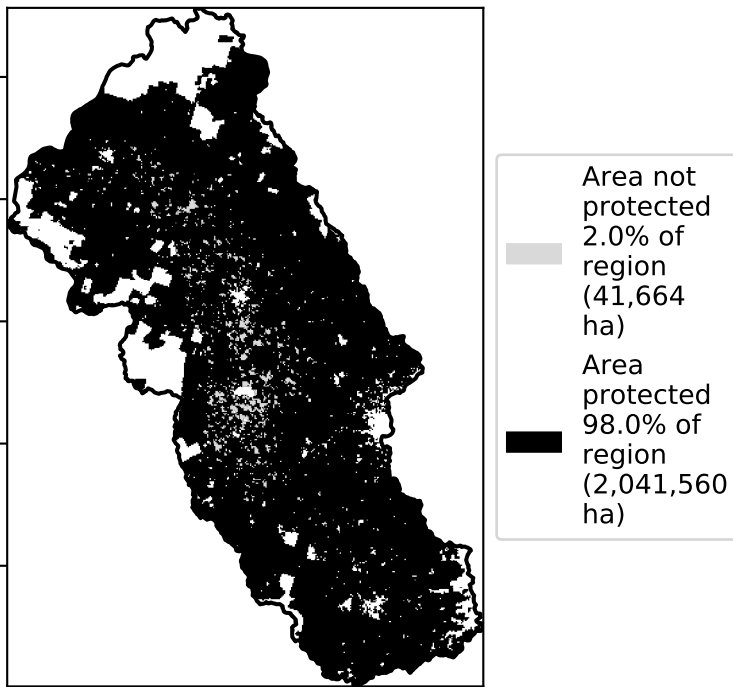 Area not
protected
2.0% of
region
(41,664
ha)
Area
protected
98.0% of
region
(2,041,560
ha)